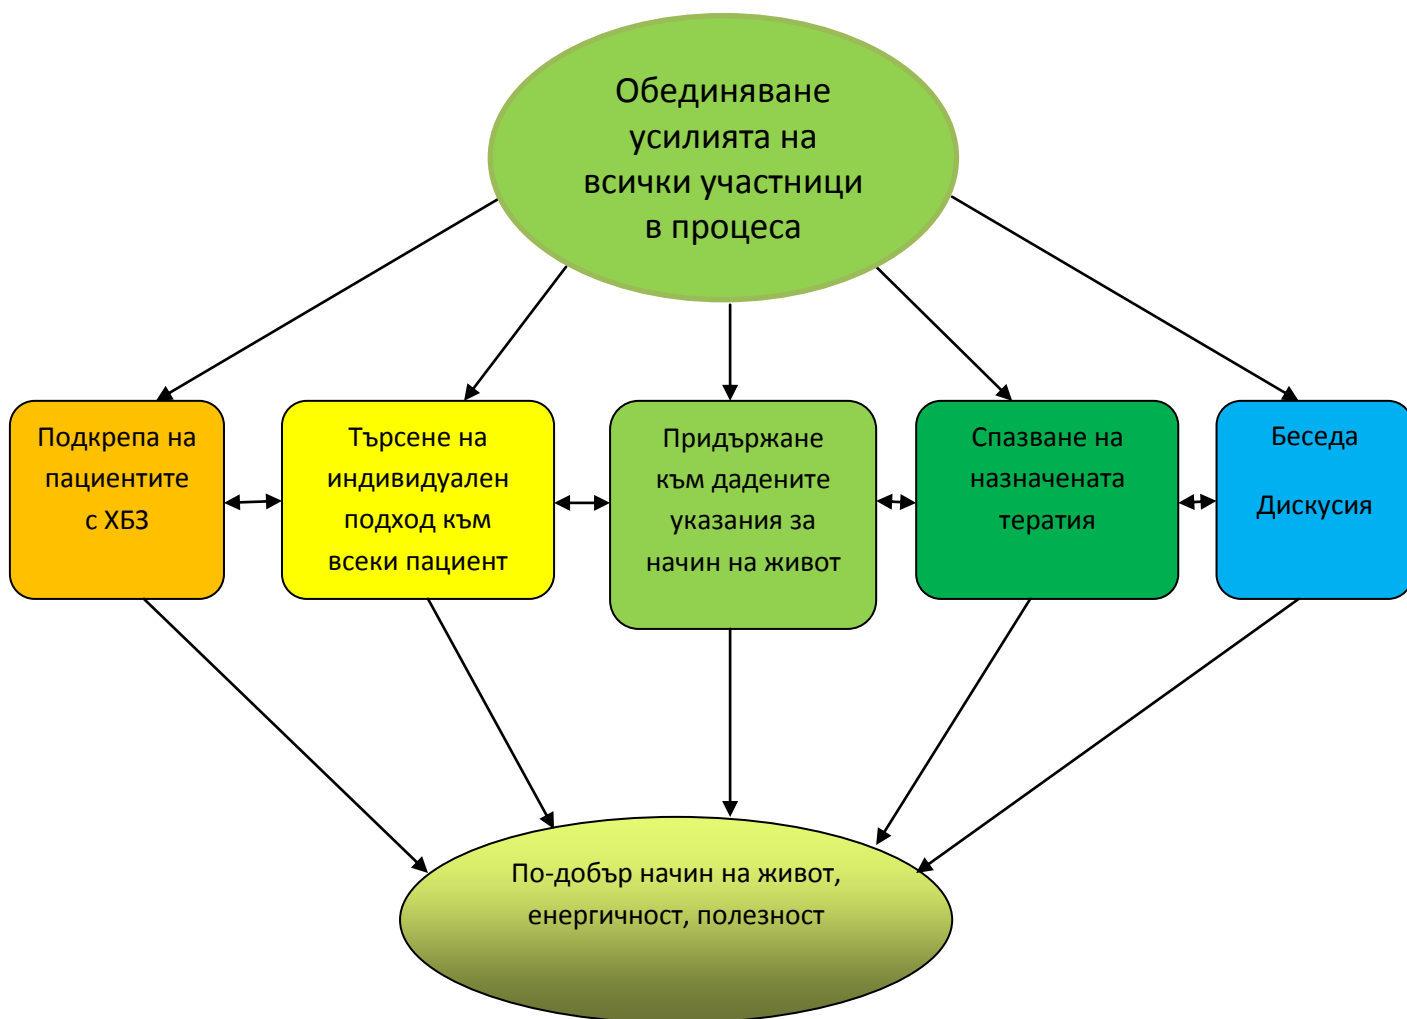 Обединяване
усилията на
всички участници
в процеса
Подкрепа на
пациентите
с ХБЗ
Търсене на
индивидуален
подход към
всеки пациент
Придържане
към дадените
указания за
начин на живот
Спазване на
назначената
тератия
Беседа
Дискусия
По-добър начин на живот,
енергичност, полезност